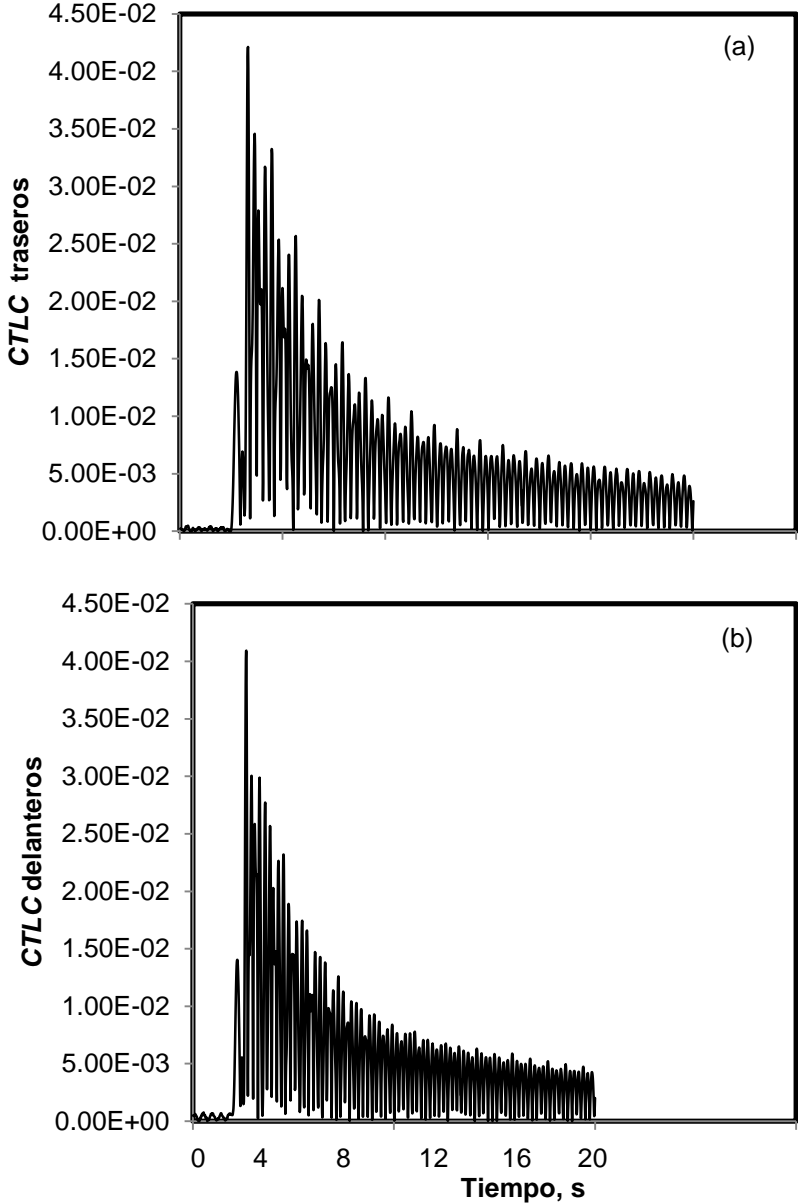 4.50E-02
(a)
4.00E-02
3.50E-02
3.00E-02
2.50E-02
2.00E-02
1.50E-02
1.00E-02
5.00E-03
0.00E+00
CTLC traseros
4.50E-02
(b)
4.00E-02
3.50E-02
3.00E-02
2.50E-02
2.00E-02
1.50E-02
1.00E-02
5.00E-03
0.00E+00
CTLC delanteros
0 4 8 12 16 20
Tiempo, s